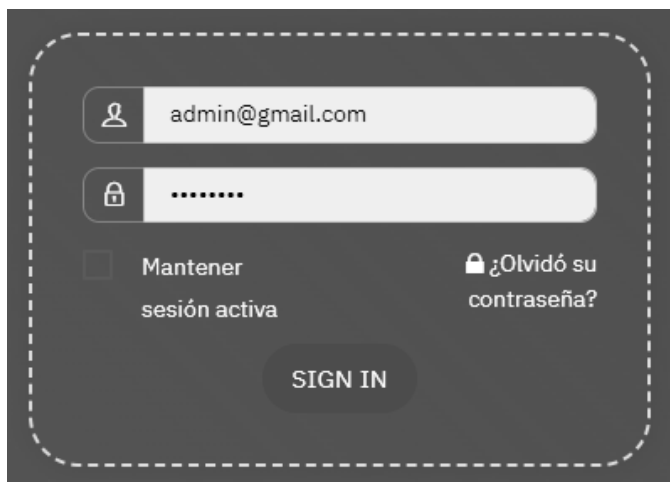 admin@gmail.com
••••••••
Mantener
sesión activa
¿Olvidó su
contraseña?
SIGN IN